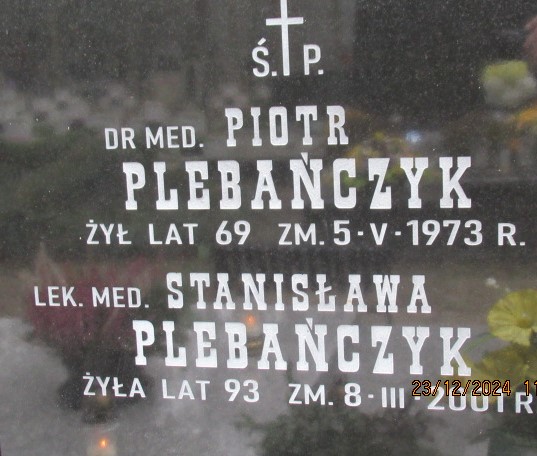 Ś. P.
DR MED. PIOTR
PLEBAŃCZYK
ŻYŁ LAT 69 ZM. 5-V-1973 R.
LEK. MED. STANISŁAWA
PLEBAŃCZYK
ŻYŁA LAT 93 ZM. 8-III-2001 R
23/12/2024